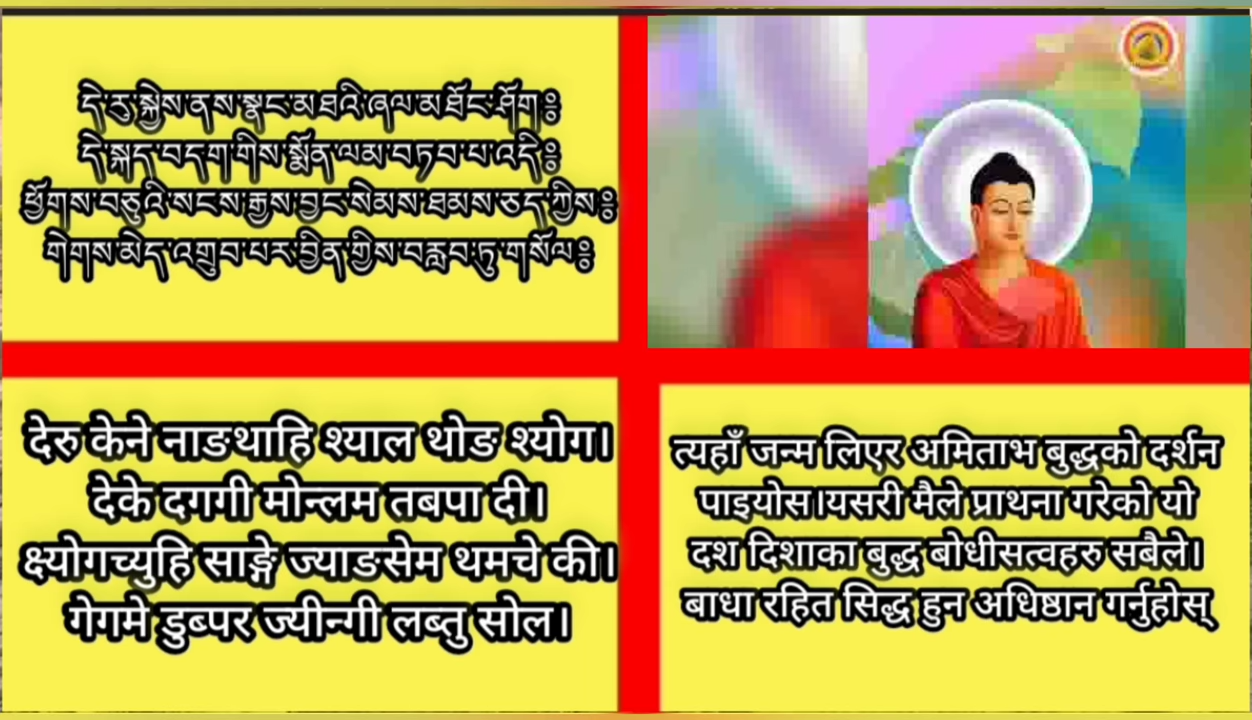 དེ་རུ་སྐྱེས་ནས་སྣང་མཐའི་ཞལ་མཐོང་ཤོག༔
དེ་སྐད་བདག་གིས་སྨོན་ལམ་བཏབ་པ་འདི༔
ཕྱོགས་བཅུའི་སངས་རྒྱས་བྱང་སེམས་ཐམས་ཅད་ཀྱིས༔
གེགས་མེད་འགྲུབ་པར་བྱིན་གྱིས་བརླབ་ཏུ་གསོལ༔
देरु केने नाङथाहि श्याल थोङ श्योग।
देके दगगी मोन्लम तबपा दी।
क्ष्योगच्युहि साङ्गे ज्याङसेम थमचे की।
गेगमे डुब्पर ज्यीन्गी लब्तु सोल।
त्यहाँ जन्म लिएर अमिताभ बुद्धको दर्शन
पाइयोस।यसरी मैले प्राथना गरेको यो
दश दिशाका बुद्ध बोधीसत्वहरु सबैले।
बाधा रहित सिद्ध हुन अधिष्ठान गर्नुहोस्